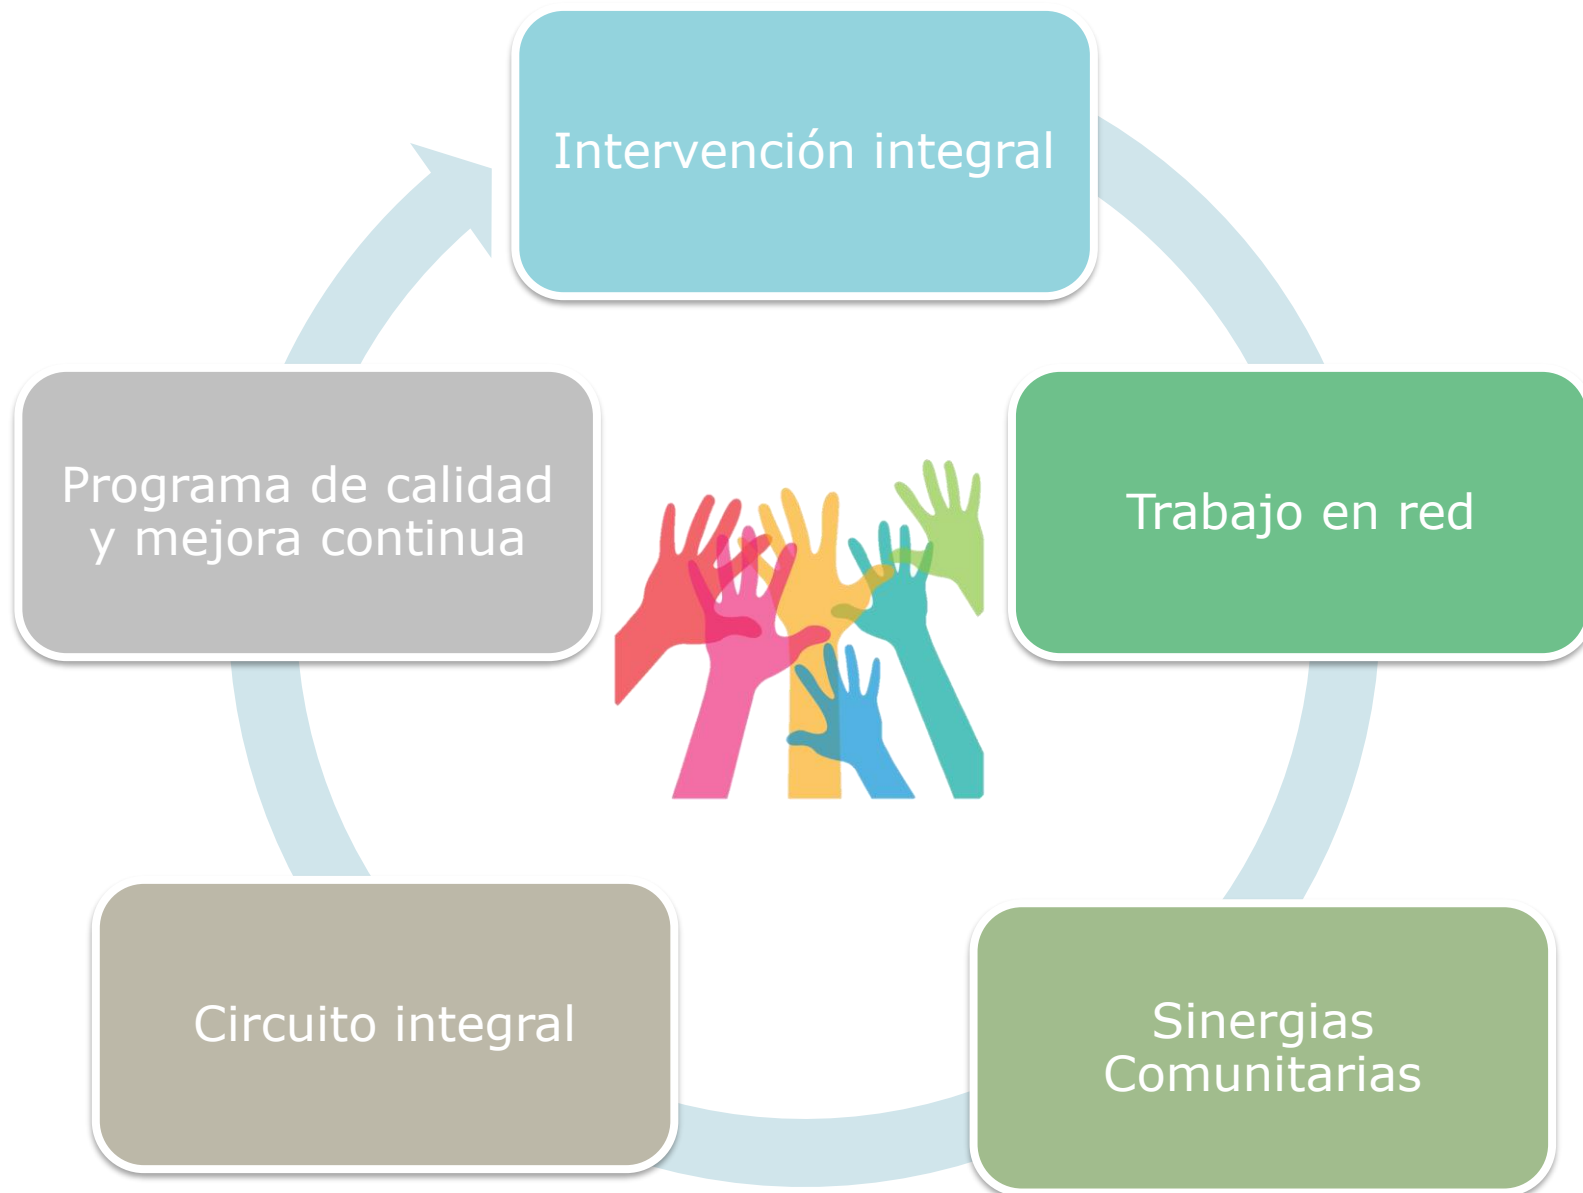 Intervención integral
Trabajo en red
Sinergias
Comunitarias
Circuito integral
Programa de calidad
y mejora continua